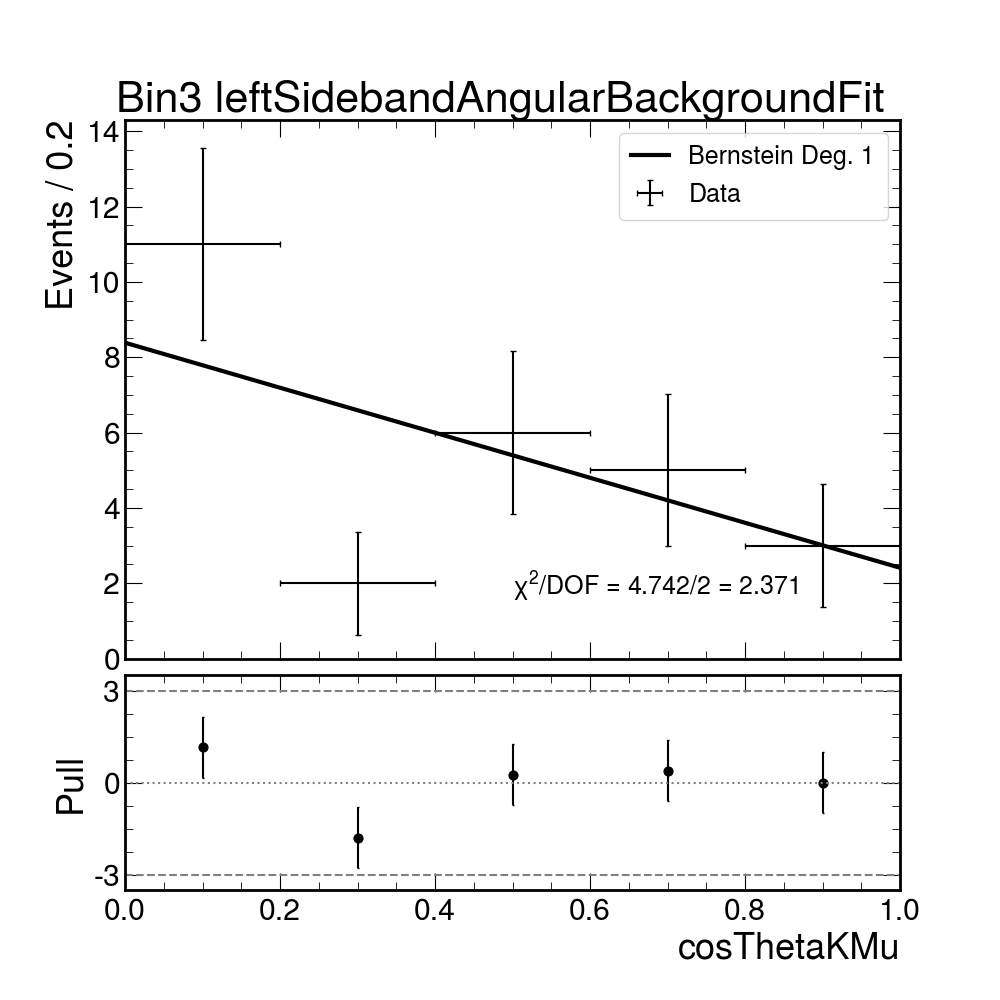 Bin3 leftSidebandAngularBackgroundFit
Events / 0.2
14
12
10
8
6
4
2
0
Bernstein Deg. 1
Data
χ²/DOF = 4.742/2 = 2.371
Pull
3
0
-3
0.0 0.2 0.4 0.6 0.8 1.0
cosThetaKMu